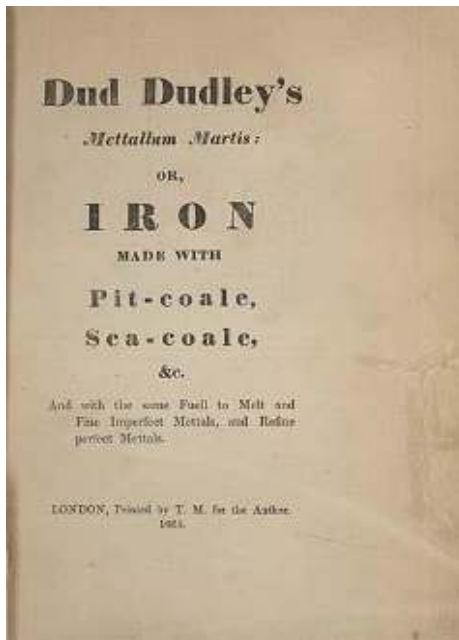 Dud Dudley's
Mettallum Martis:
OR,
IRON
MADE WITH
Pit-coale,
Sea-coale,
&c.
And with the same Fuell to Melt and
Fine Imperfect Mettals, and Refine
perfect Mettals.
LONDON, Printed by T. M. for the Author.